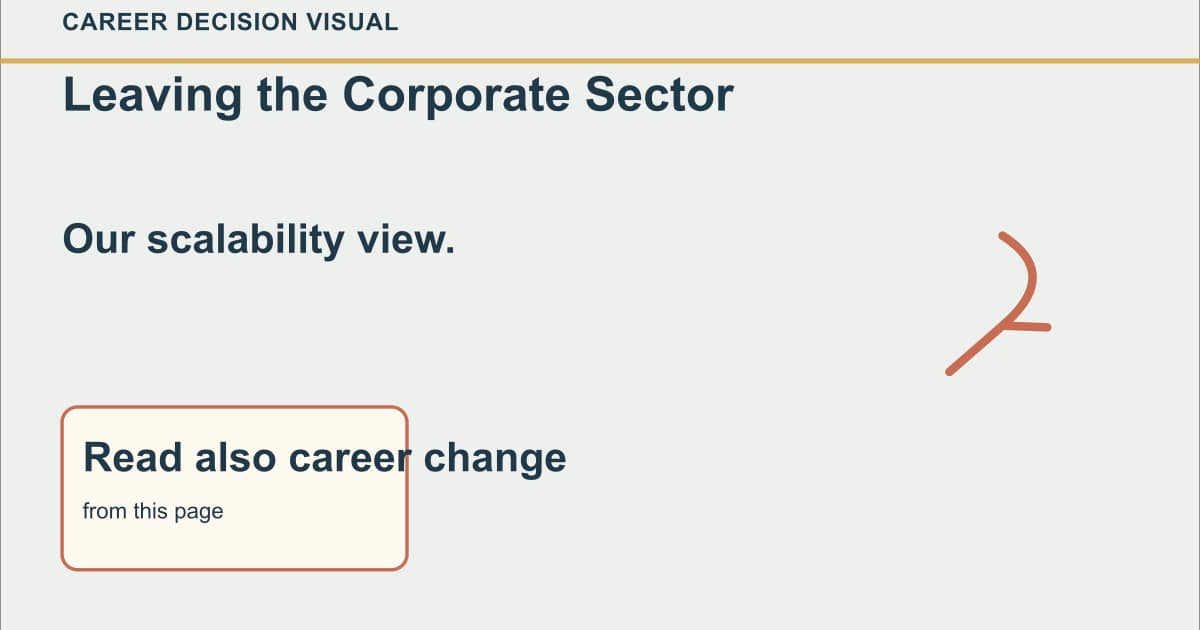 CAREER DECISION VISUAL
Leaving the Corporate Sector
Our scalability view.
Read also career change
from this page